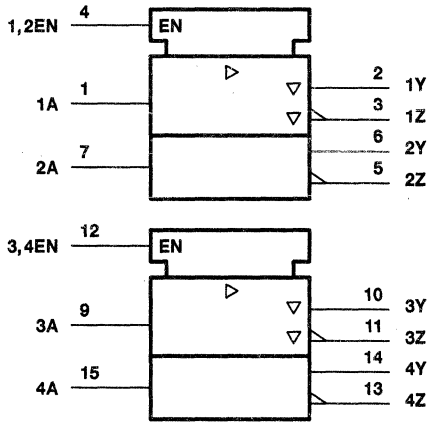 1,2EN 4 EN
2 1Y
1A 1
3 1Z̅
6 2Y
2A 7
5 2Z
3,4EN 12 EN
10 3Y
3A 9
11 3Z
14 4Y
4A 15
13 4Z